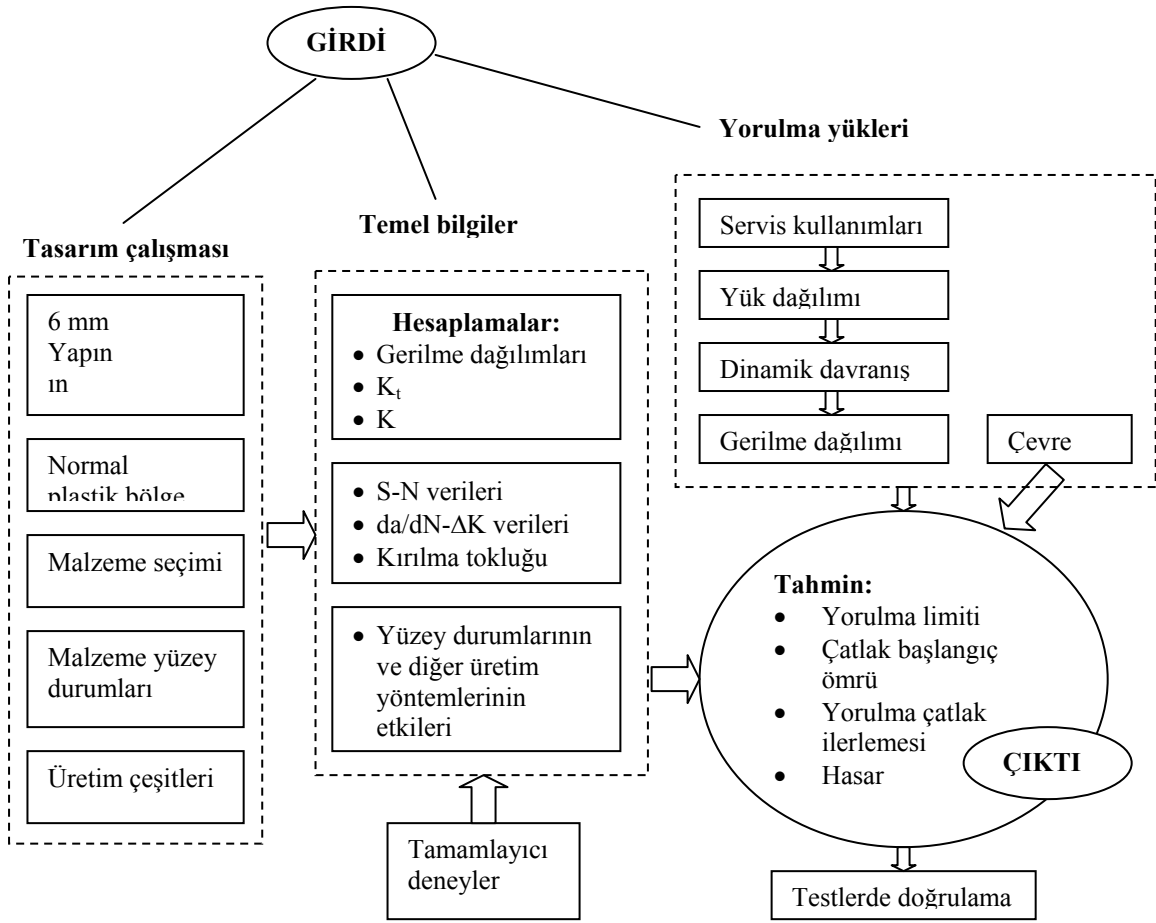 GİRDİ
Yorulma yükleri
Temel bilgiler
Tasarım çalışması
6 mm
Yapın
ın
Normal
plastik bölge
Malzeme seçimi
Malzeme yüzey
durumları
Üretim çeşitleri
Hesaplamalar:
• Gerilme dağılımları
• Kt
• K
• S-N verileri
• da/dN-ΔK verileri
• Kırılma tokluğu
• Yüzey durumlarının
ve diğer üretim
yöntemlerinin
etkileri
Tamamlayıcı
deneyler
Servis kullanımları
Yük dağılımı
Dinamik davranış
Gerilme dağılımı
Çevre
Tahmin:
• Yorulma limiti
• Çatlak başlangıç
ömrü
• Yorulma çatlak
ilerlemesi
• Hasar
ÇIKTI
Testlerde doğrulama